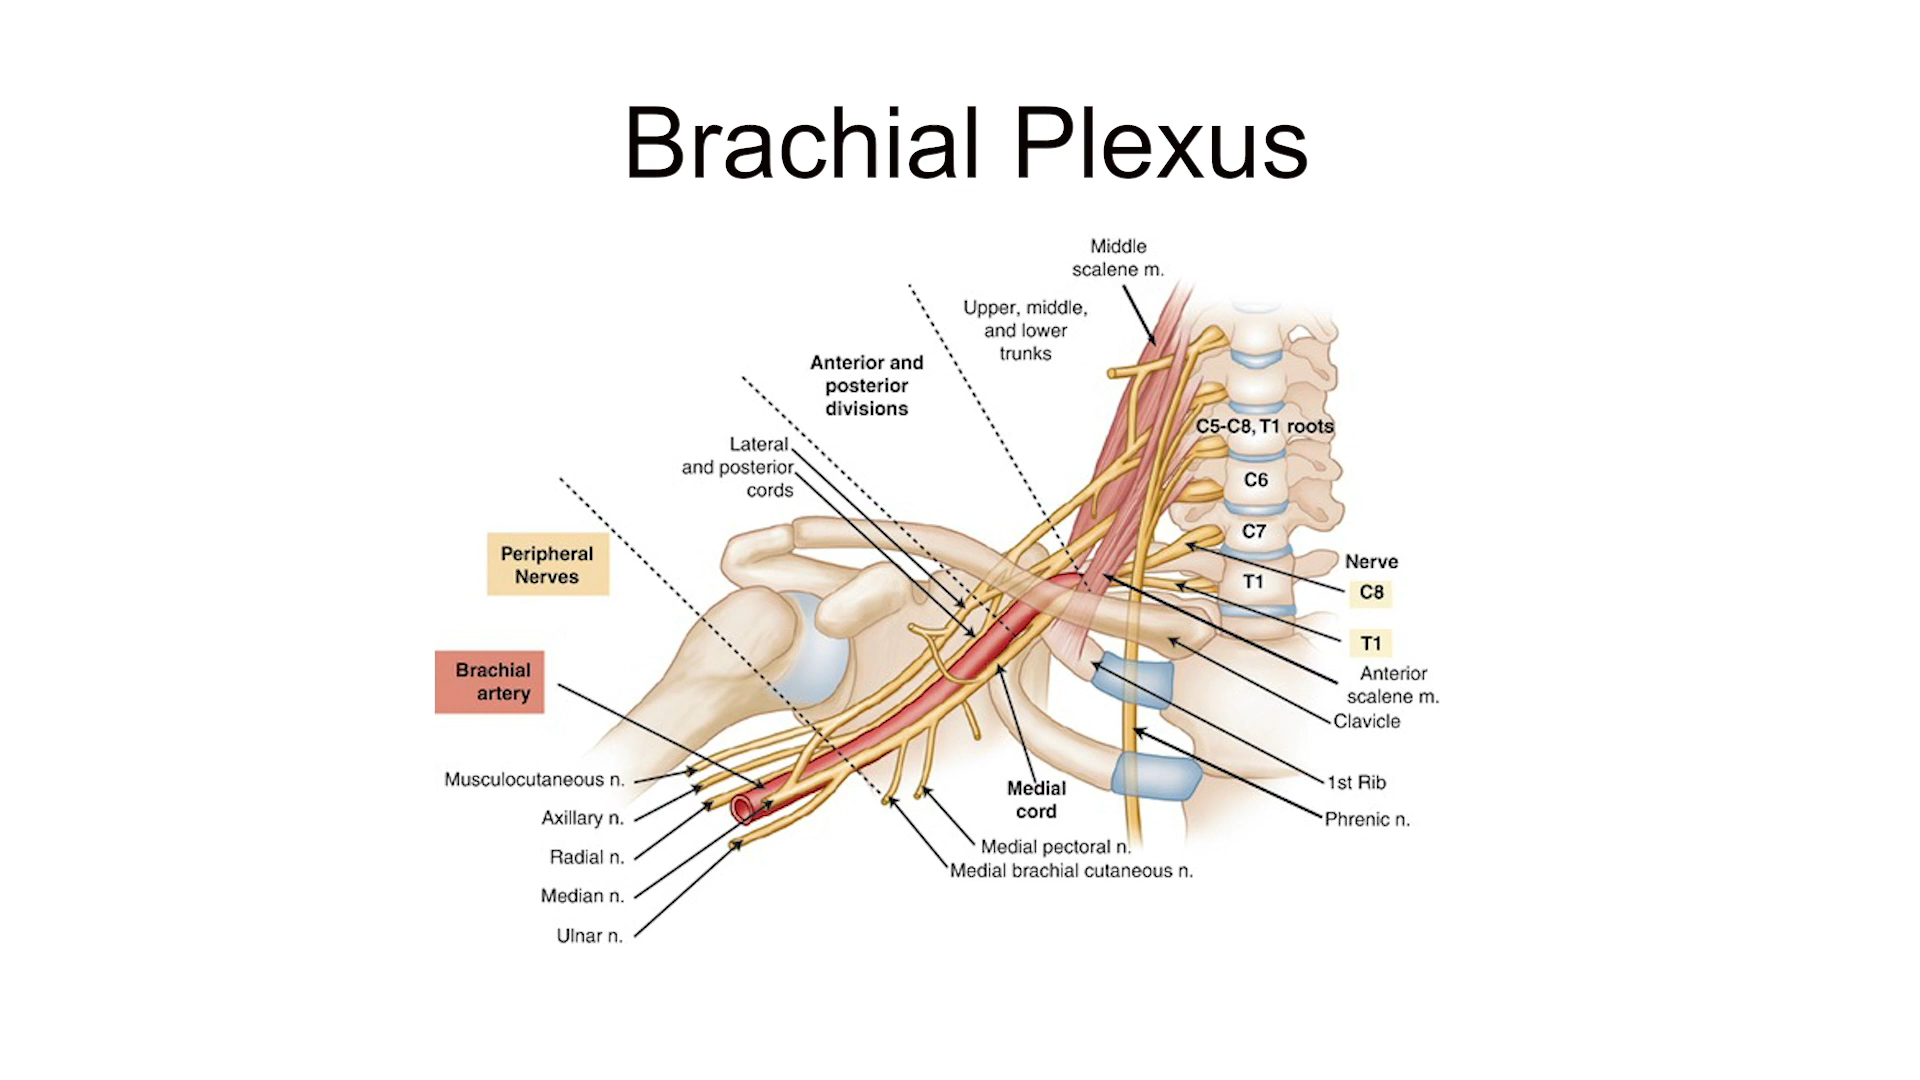 Brachial Plexus
Middle
scalene m.
Upper, middle,
and lower
trunks
Anterior and
posterior
divisions
Lateral
and posterior
cords
C5-C8, T1 roots
C6
C7
T1
Nerve
C8
T1
Anterior
scalene m.
Clavicle
1st Rib
Phrenic n.
Peripheral
Nerves
Brachial
artery
Musculocutaneous n.
Axillary n.
Radial n.
Median n.
Ulnar n.
Medial
cord
Medial pectoral n.
Medial brachial cutaneous n.